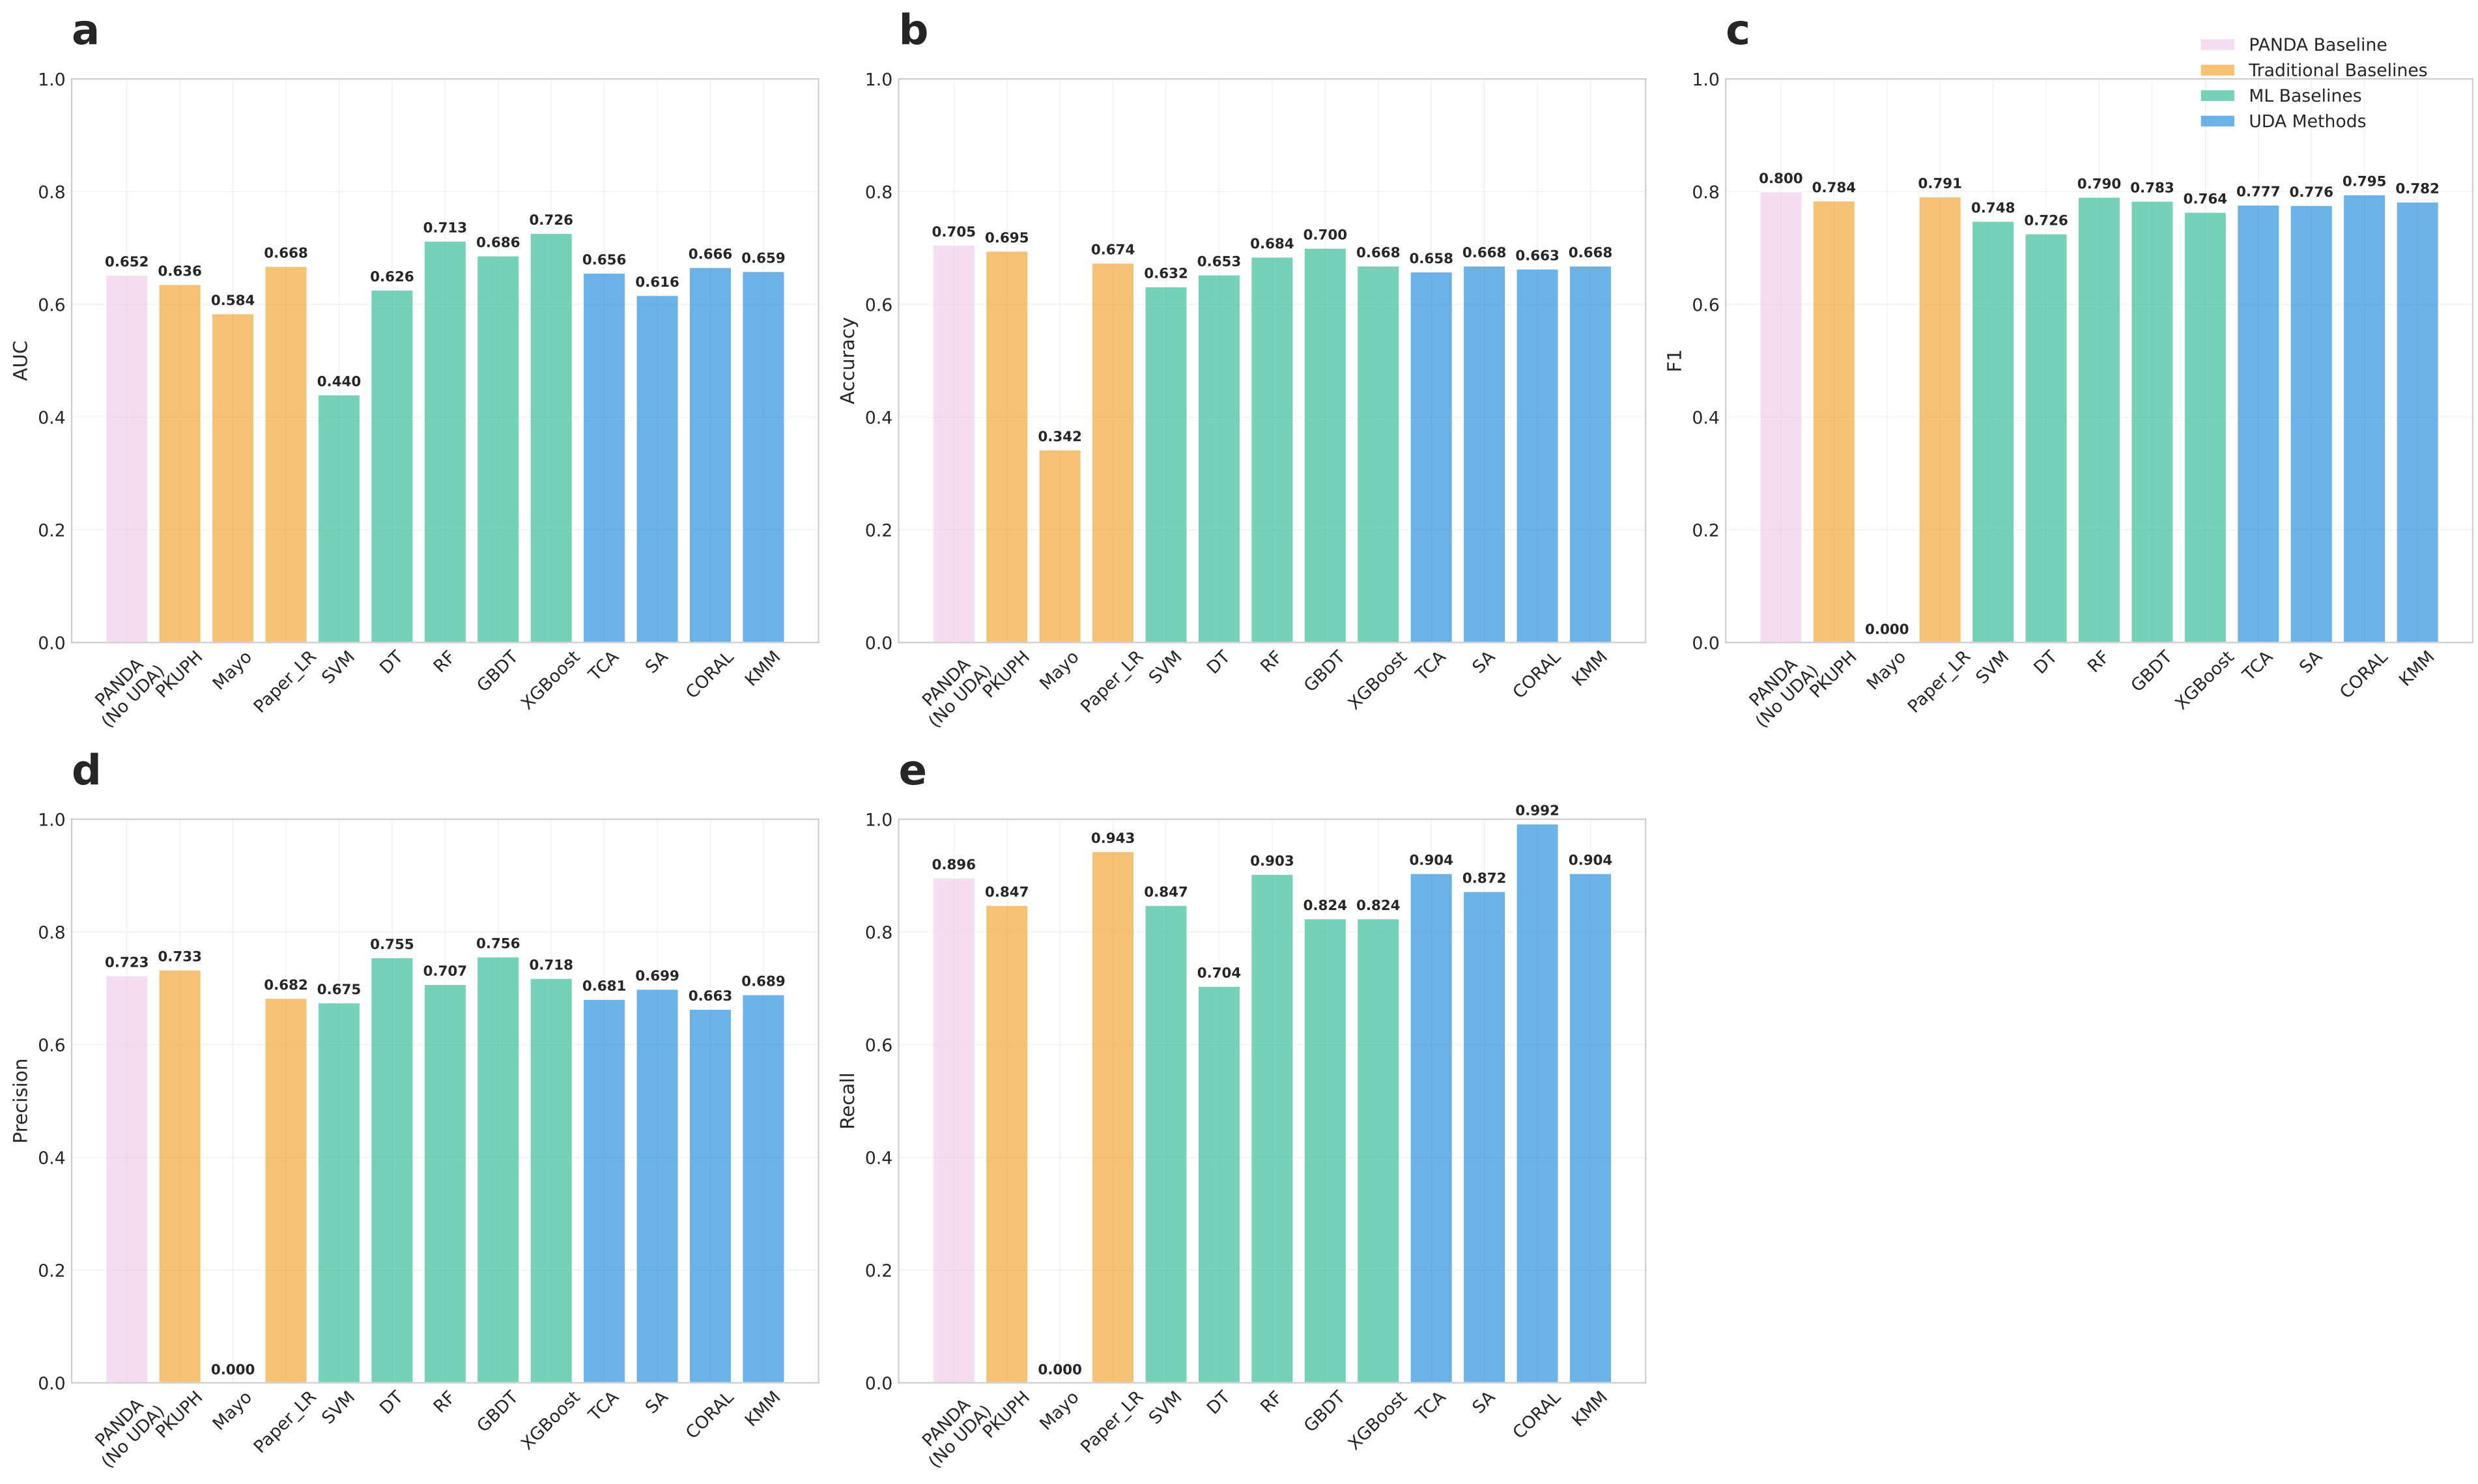 a
1.0
0.8
0.6
0.4
0.2
0.0
AUC
0.652
0.636
0.584
0.668
0.440
0.626
0.713
0.686
0.726
0.656
0.616
0.666
0.659
PANDA
(No UDA)
PKUPH
Mayo
Paper_LR
SVM
DT
RF
GBDT
XGBoost
TCA
SA
CORAL
KMM
b
1.0
0.8
0.6
0.4
0.2
0.0
Accuracy
0.705
0.695
0.342
0.674
0.632
0.653
0.684
0.700
0.668
0.658
0.668
0.663
0.668
PANDA
(No UDA)
PKUPH
Mayo
Paper_LR
SVM
DT
RF
GBDT
XGBoost
TCA
SA
CORAL
KMM
c
PANDA Baseline
Traditional Baselines
ML Baselines
UDA Methods
1.0
0.8
0.6
0.4
0.2
0.0
F1
0.800
0.784
0.000
0.791
0.748
0.726
0.790
0.783
0.764
0.777
0.776
0.795
0.782
PANDA
(No UDA)
PKUPH
Mayo
Paper_LR
SVM
DT
RF
GBDT
XGBoost
TCA
SA
CORAL
KMM
d
1.0
0.8
0.6
0.4
0.2
0.0
Precision
0.723
0.733
0.000
0.682
0.675
0.755
0.707
0.756
0.718
0.681
0.699
0.663
0.689
PANDA
(No UDA)
PKUPH
Mayo
Paper_LR
SVM
DT
RF
GBDT
XGBoost
TCA
SA
CORAL
KMM
e
1.0
0.8
0.6
0.4
0.2
0.0
Recall
0.896
0.847
0.000
0.943
0.847
0.704
0.903
0.824
0.824
0.904
0.872
0.992
0.904
PANDA
(No UDA)
PKUPH
Mayo
Paper_LR
SVM
DT
RF
GBDT
XGBoost
TCA
SA
CORAL
KMM